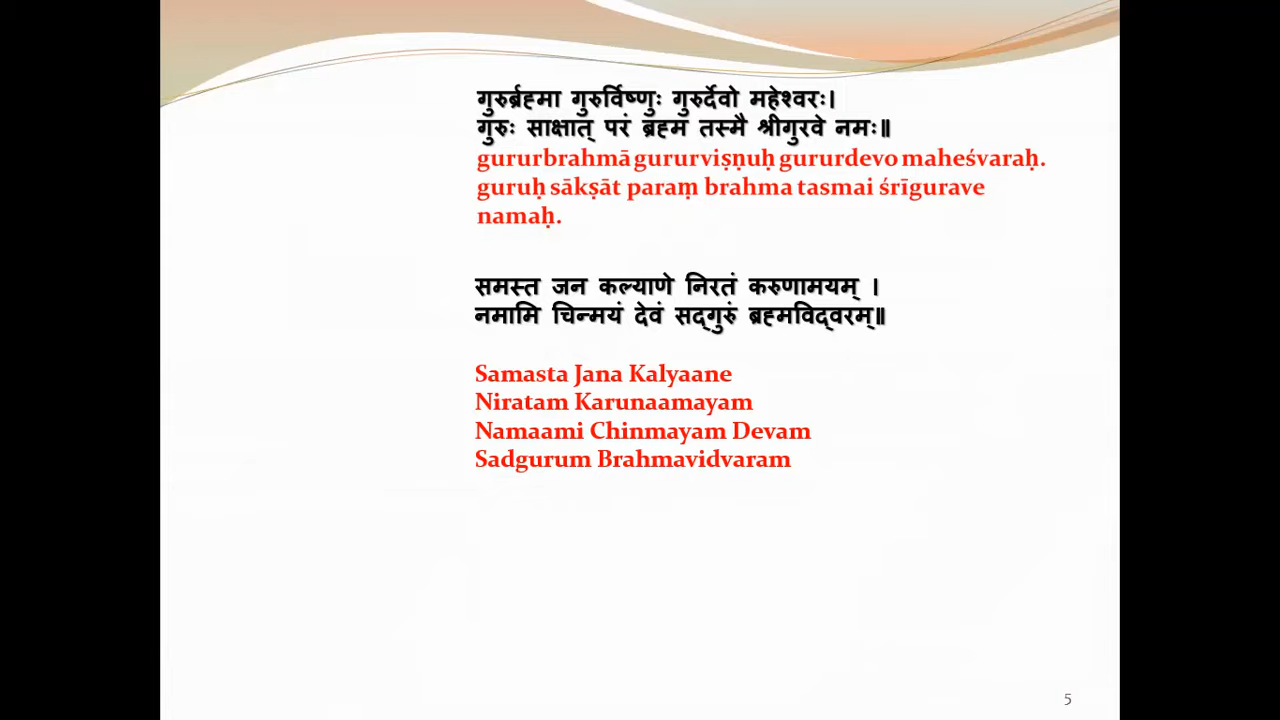 गुरुर्ब्रह्मा गुरुर्विष्णुः गुरुर्देवो महेश्वरः।
गुरुः साक्षात् परं ब्रह्म तस्मै श्रीगुरवे नमः॥
gururbrahmā gururviṣṇuḥ gururdevo maheśvaraḥ.
guruḥ sākṣāt paraṃ brahma tasmai śrīgurave
namaḥ.
समस्त जन कल्याणे निरतं करुणामयम् ।
नमामि चिन्मयं देवं सद्‌गुरुं ब्रह्मविद्‌वरम्॥
Samasta Jana Kalyaane
Niratam Karunaamayam
Namaami Chinmayam Devam
Sadgurum Brahmavidvaram
5